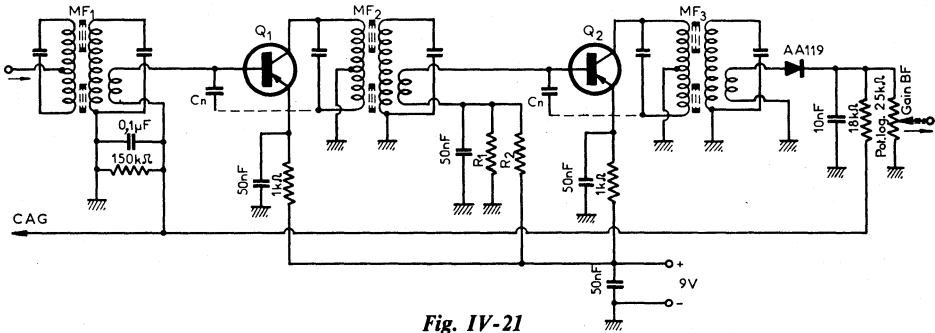 MF1
Q1
MF2
Q2
MF3
AA119
Cn
Cn
0,1µF
150kΩ
50nF
1kΩ
50nF
R1
R2
50nF
1kΩ
10nF
18kΩ
Pot.log. 25kΩ
Gain BF
CAG
+
9V
−
50nF
Fig. IV-21